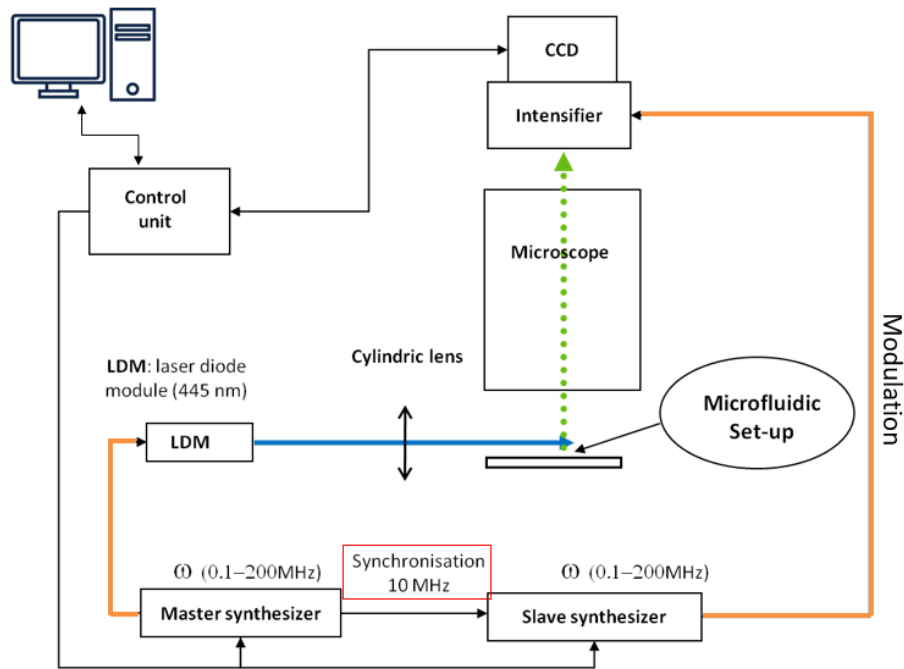 CCD
Intensifier
Control
unit
Microscope
Modulation
Cylindric lens
LDM: laser diode
module (445 nm)
Microfluidic
Set-up
LDM
Synchronisation
10 MHz
ω (0.1–200MHz)
ω (0.1–200MHz)
Master synthesizer
Slave synthesizer